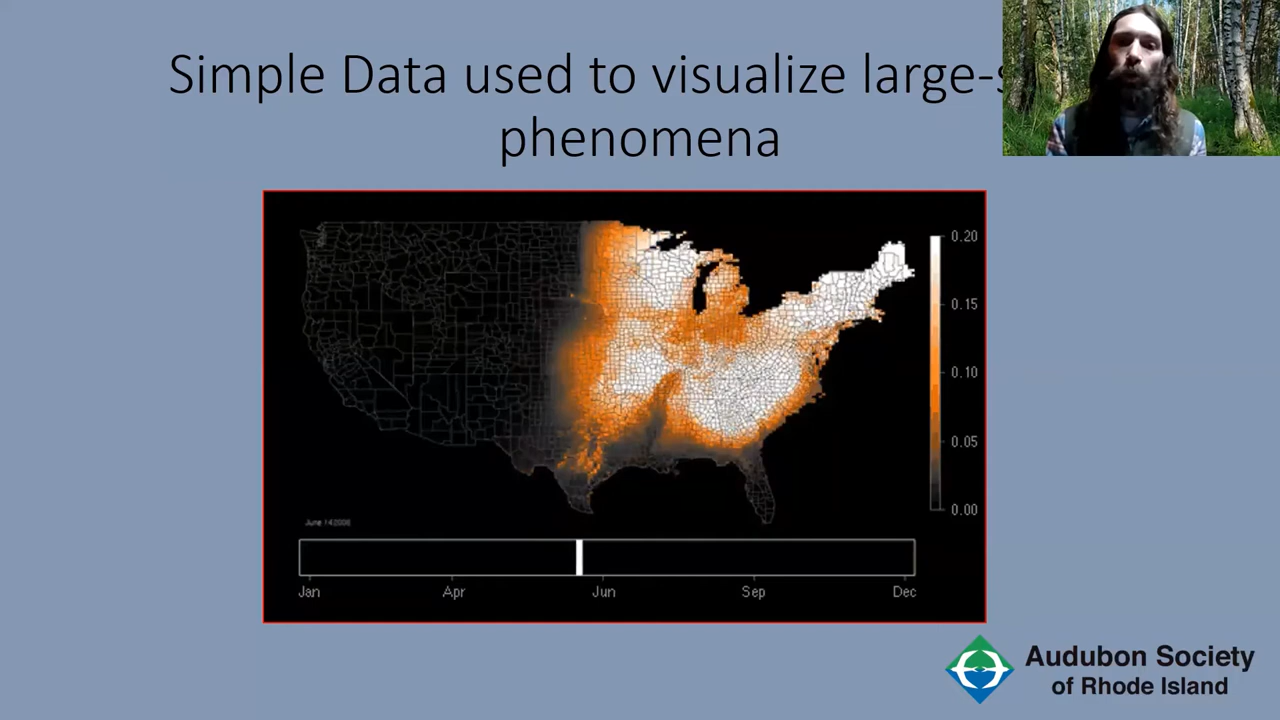 Simple Data used to visualize large-s
phenomena
0.20
0.15
0.10
0.05
0.00
June 14 2008
Jan Apr Jun Sep Dec
Audubon Society
of Rhode Island